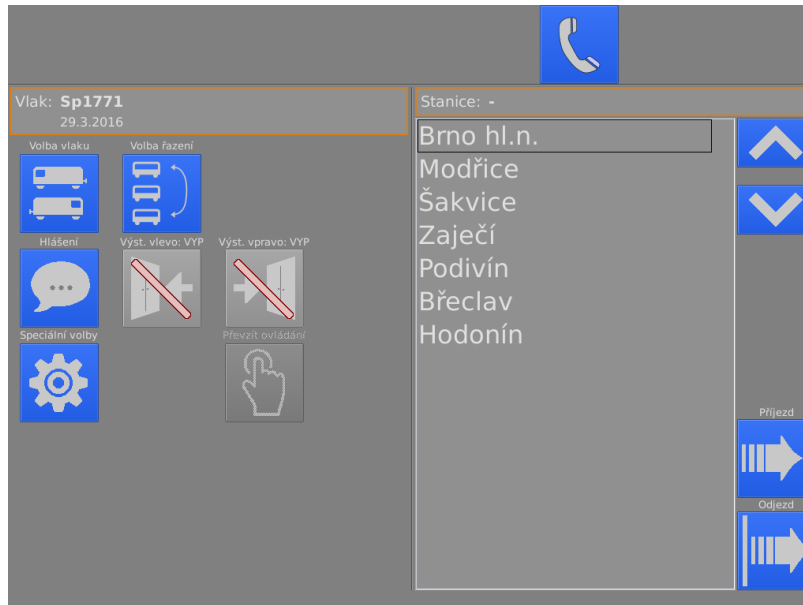 Vlak: Sp1771
29.3.2016
Volba vlaku
Volba řazení
Hlášení
Výst. vlevo: VYP
Výst. vpravo: VYP
Speciální volby
Převzít ovládání
Stanice: -
Brno hl.n.
Modřice
Šakvice
Zaječí
Podivín
Břeclav
Hodonín
Příjezd
Odjezd